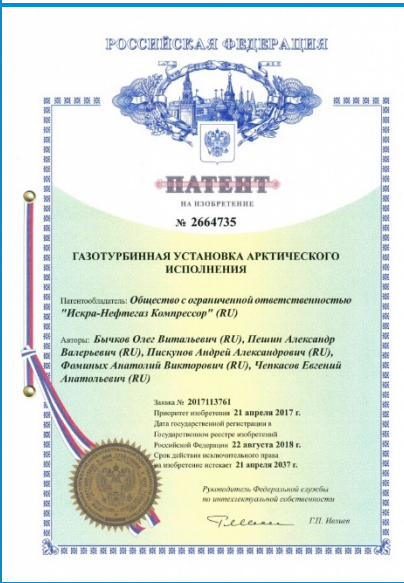 РОССИЙСКАЯ ФЕДЕРАЦИЯ
ПАТЕНТ
НА ИЗОБРЕТЕНИЕ
№ 2664735
ГАЗОТУРБИННАЯ УСТАНОВКА АРКТИЧЕСКОГО
ИСПОЛНЕНИЯ
Патентообладатель: Общество с ограниченной ответственностью
"Искра-Нефтегаз Компрессор" (RU)
Авторы: Бычков Олег Витальевич (RU), Пешин Александр
Валерьевич (RU), Пискунов Андрей Александрович (RU),
Фоминых Анатолий Викторович (RU), Чепкасов Евгений
Анатольевич (RU)
Заявка № 2017113761
Приоритет изобретения 21 апреля 2017 г.
Дата государственной регистрации в
Государственном реестре изобретений
Российской Федерации 22 августа 2018 г.
Срок действия исключительного права
на изобретение истекает 21 апреля 2037 г.
Руководитель Федеральной службы
по интеллектуальной собственности
Г.П. Ивлиев